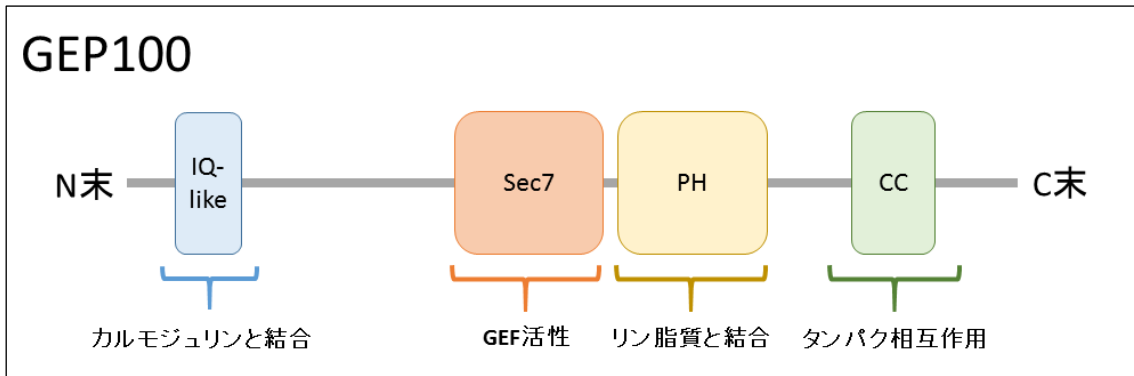 GEP100
N末
IQ-
like
Sec7
PH
CC
C末
カルモジュリンと結合
GEF活性
リン脂質と結合
タンパク相互作用